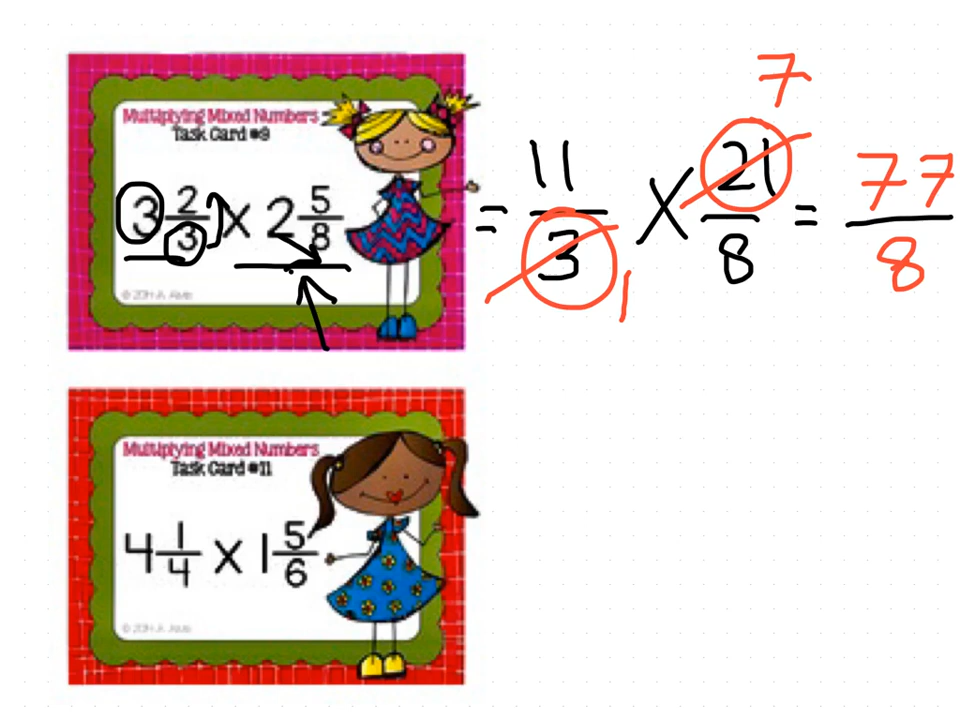 Multiplying Mixed Numbers
Task Card #9
3 2/3 x 2 5/8 = 11/3 x 21/8 = 77/8
7
1
Multiplying Mixed Numbers
Task Card #11
4 1/4 x 1 5/6